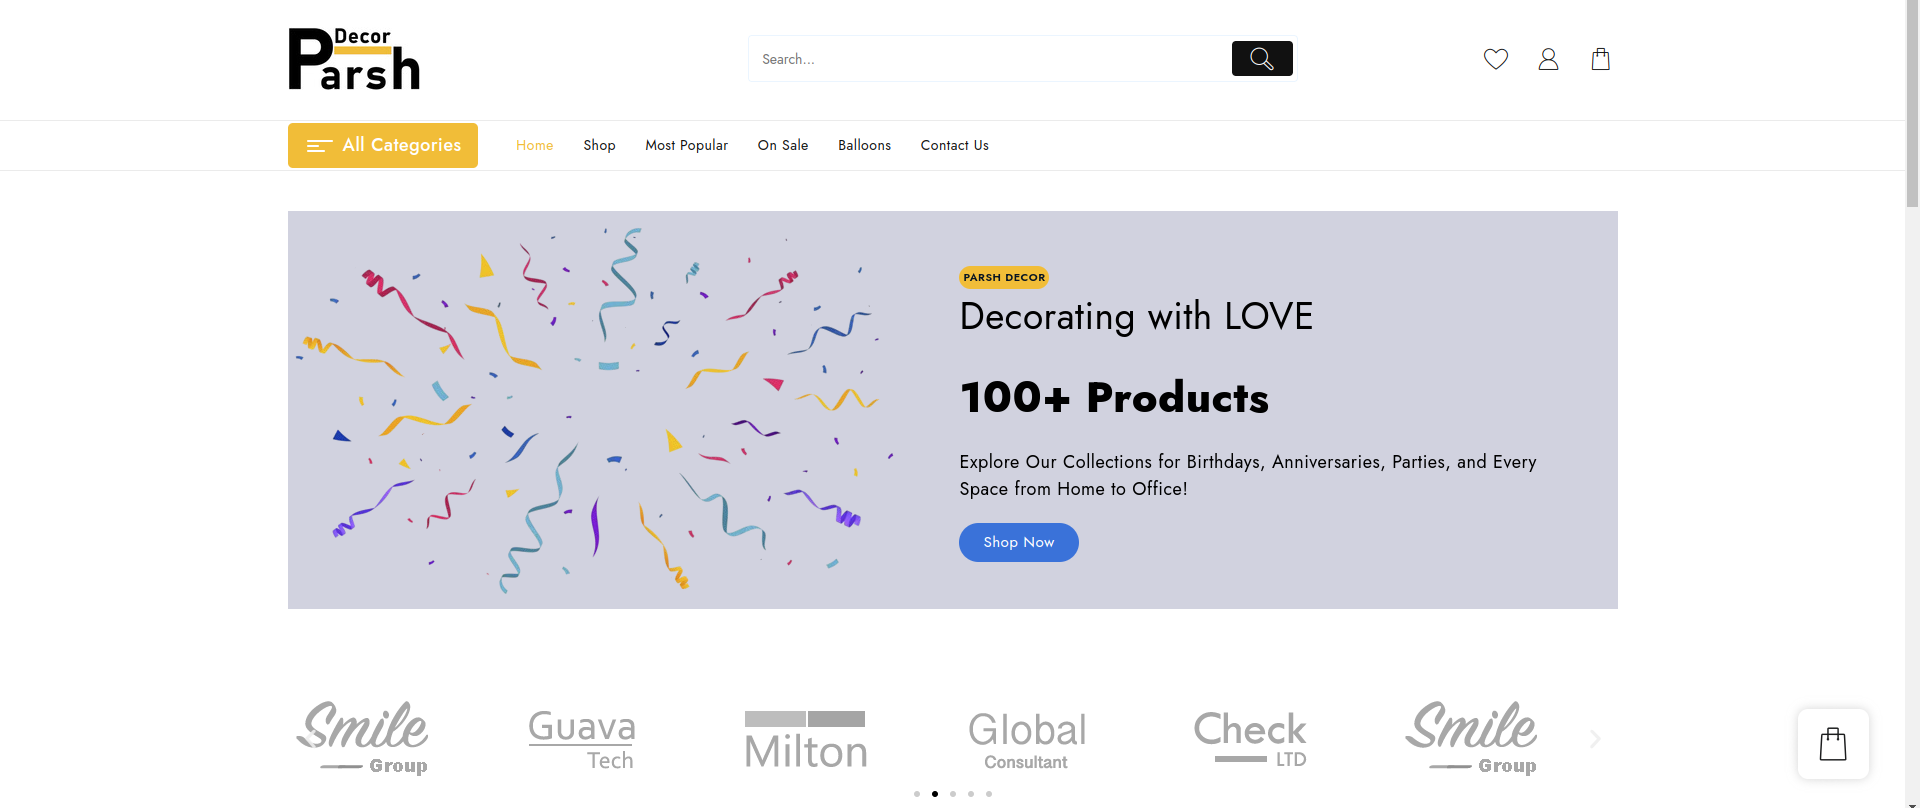 Decor
Parsh
Search...
All Categories
Home
Shop
Most Popular
On Sale
Balloons
Contact Us
PARSH DECOR
Decorating with LOVE
100+ Products
Explore Our Collections for Birthdays, Anniversaries, Parties, and Every
Space from Home to Office!
Shop Now
Smile
Group
Guava
Tech
Milton
Global
Consultant
Check
LTD
Smile
Group